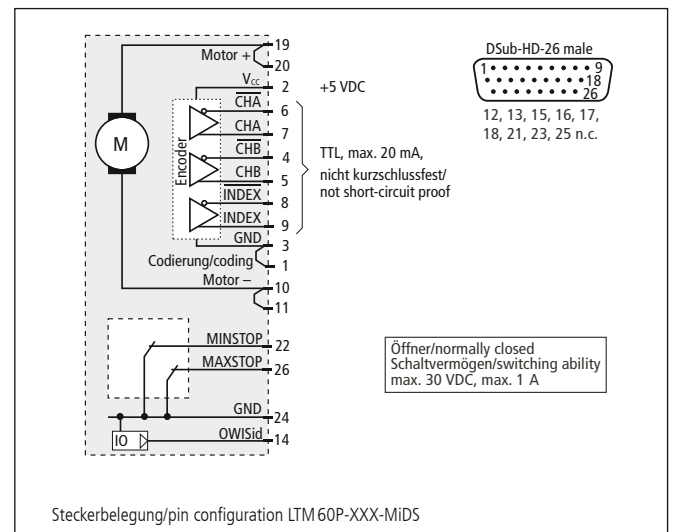 Motor + 19
20
Vcc 2 +5 VDC
CHA 6
CHA 7
CHB 4
CHB 5
INDEX 8
INDEX 9
GND 3
Codierung/coding 1
Motor – 10
11
M
Encoder
TTL, max. 20 mA,
nicht kurzschlussfest/
not short-circuit proof
DSub-HD-26 male
1 9
18
26
12, 13, 15, 16, 17,
18, 21, 23, 25 n.c.
MINSTOP 22
MAXSTOP 26
GND 24
IO OWISid 14
Öffner/normally closed
Schaltvermögen/switching ability
max. 30 VDC, max. 1 A
Steckerbelegung/pin configuration LTM60P-XXX-MiDS